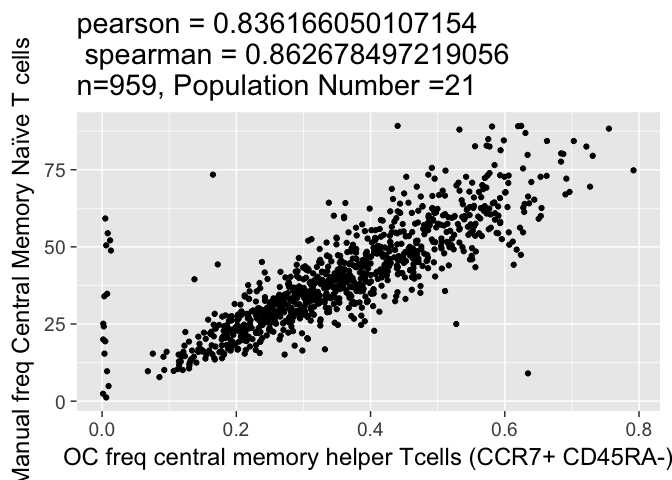 pearson = 0.836166050107154
spearman = 0.862678497219056
n=959, Population Number =21
Manual freq Central Memory Naïve T cells
75
50
25
0
0.0 0.2 0.4 0.6 0.8
OC freq central memory helper Tcells (CCR7+ CD45RA-)